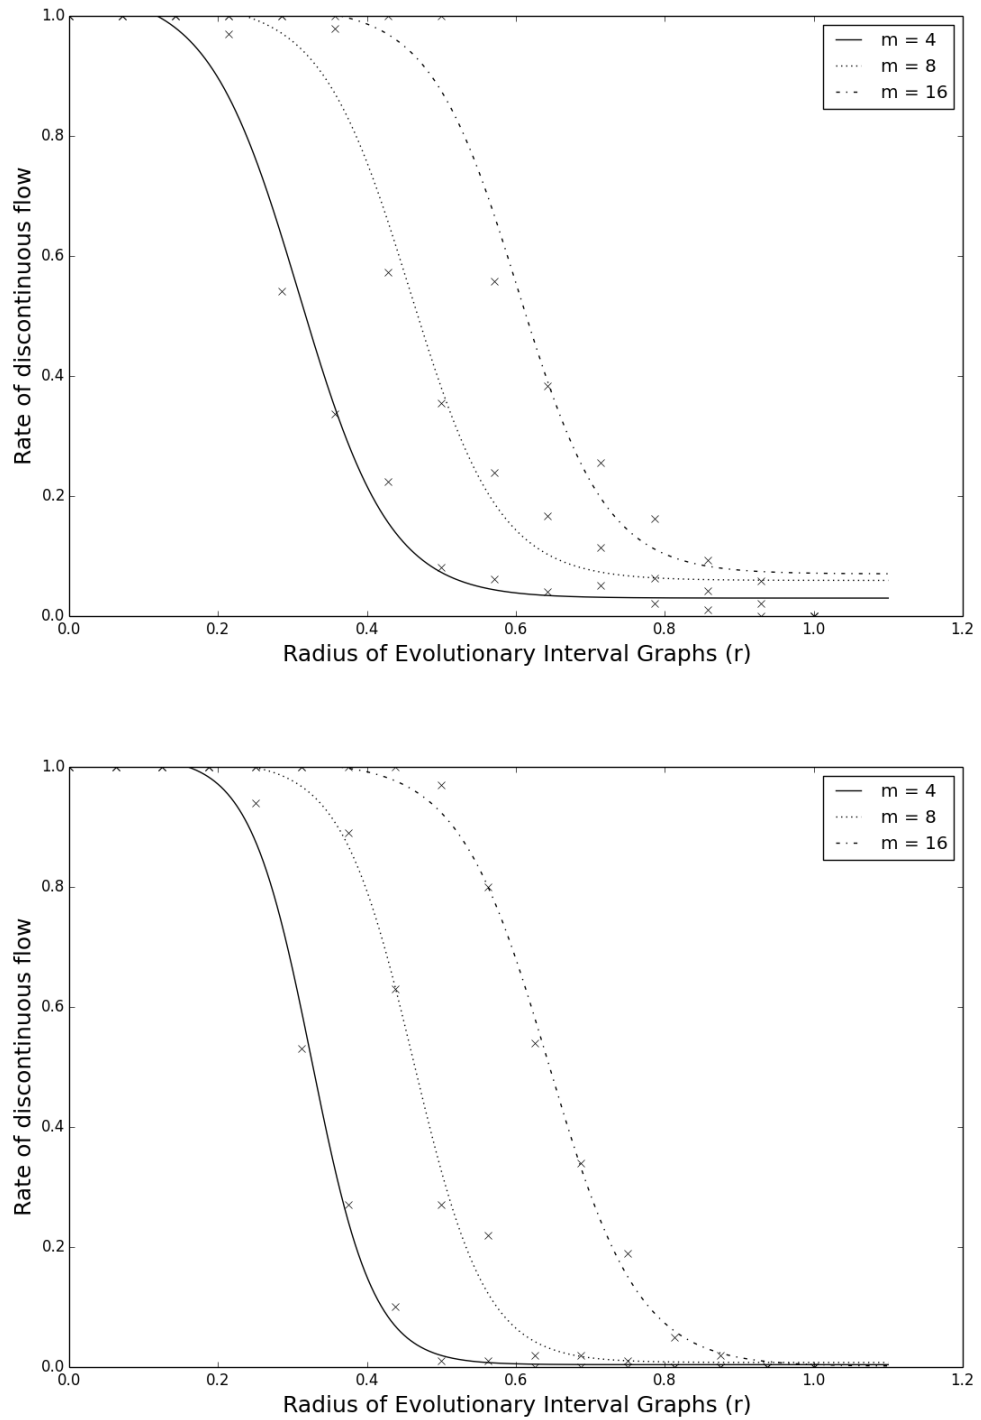 1.0
0.8
0.6
0.4
0.2
0.0
0.0 0.2 0.4 0.6 0.8 1.0 1.2
Rate of discontinuous flow
Radius of Evolutionary Interval Graphs (r)
m = 4
m = 8
m = 16
1.0
0.8
0.6
0.4
0.2
0.0
0.0 0.2 0.4 0.6 0.8 1.0 1.2
Rate of discontinuous flow
Radius of Evolutionary Interval Graphs (r)
m = 4
m = 8
m = 16